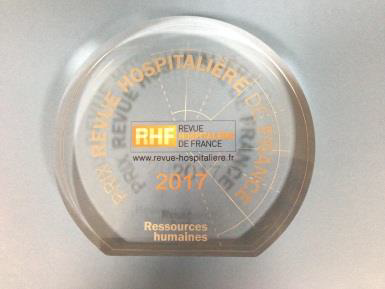 PRIX REVUE HOSPITALIÈRE DE FRANCE
RHF
REVUE
HOSPITALIÈRE
DE FRANCE
www.revue-hospitaliere.fr
2017
Ressources
humaines